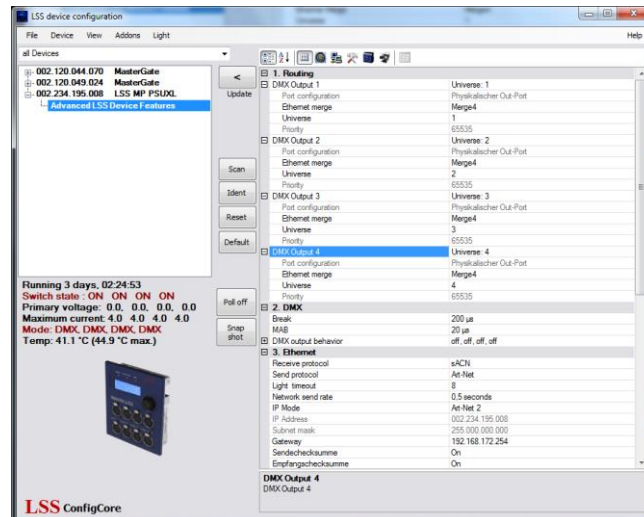 LSS device configuration
File Device View Addons Light Help
all Devices
002.120.044.070 MasterGate
002.120.049.024 MasterGate
002.234.195.008 LSS MP PSUXL
Advanced LSS Device Features
<
Update
Scan
Ident
Reset
Default
Poll off
Snap shot
Running 3 days, 02:24:53
Switch state : ON ON ON ON
Primary voltage: 0.0, 0.0, 0.0, 0.0
Maximum current: 4.0 4.0 4.0 4.0
Mode: DMX, DMX, DMX, DMX
Temp: 41.1 °C (44.9 °C max.)
LSS ConfigCore
1. Routing
DMX Output 1 Universe: 1
Port configuration Physikalischer Out-Port
Ethernet merge Merge4
Universe 1
Priority 65535
DMX Output 2 Universe: 2
Port configuration Physikalischer Out-Port
Ethernet merge Merge4
Universe 2
Priority 65535
DMX Output 3 Universe: 3
Port configuration Physikalischer Out-Port
Ethernet merge Merge4
Universe 3
Priority 65535
DMX Output 4 Universe: 4
Port configuration Physikalischer Out-Port
Ethernet merge Merge4
Universe 4
Priority 65535
2. DMX
Break 200 µs
MAB 20 µs
DMX output behavior off, off, off, off
3. Ethernet
Receive protocol sACN
Send protocol Art-Net
Light timeout 8
Network send rate 0,5 seconds
IP Mode Art-Net 2
IP Address 002.234.195.008
Subnet mask 255.000.000.000
Gateway 192.168.172.254
Sendechecksumme On
Empfangschecksumme On
DMX Output 4
DMX Output 4